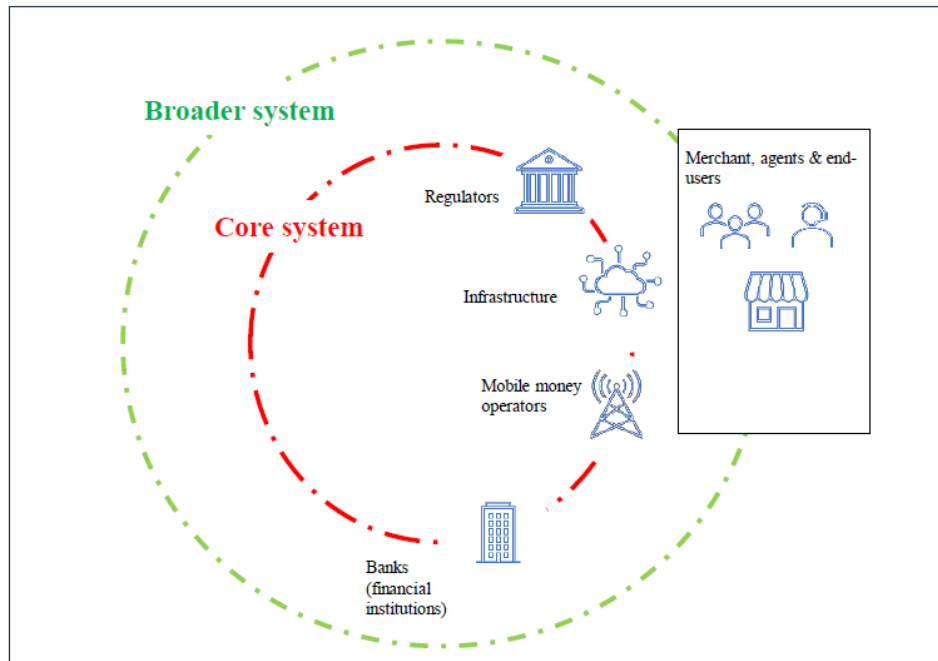 Broader system
Merchant, agents & end-
users
Regulators
Core system
Infrastructure
Mobile money
operators
Banks
(financial
institutions)